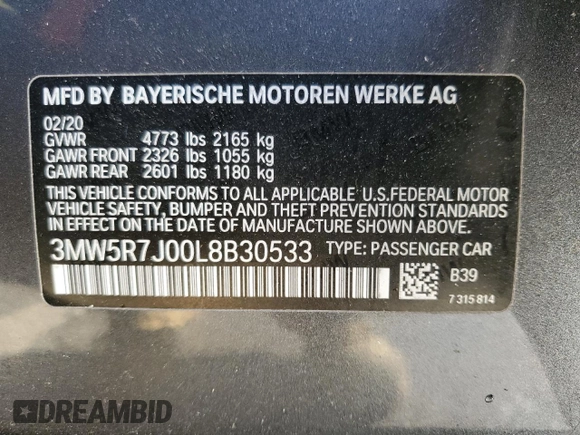 MFD BY BAYERISCHE MOTOREN WERKE AG
02/20
GVWR 4773 lbs 2165 kg
GAWR FRONT 2326 lbs 1055 kg
GAWR REAR 2601 lbs 1180 kg
THIS VEHICLE CONFORMS TO ALL APPLICABLE U.S.FEDERAL MOTOR
VEHICLE SAFETY, BUMPER AND THEFT PREVENTION
STANDARDS IN EFFECT ON THE DATE OF MANUFACTURE SHOWN ABOVE.
3MW5R7J00L8B30533 TYPE: PASSENGER CAR
B39
7 315 814
DREAMBID